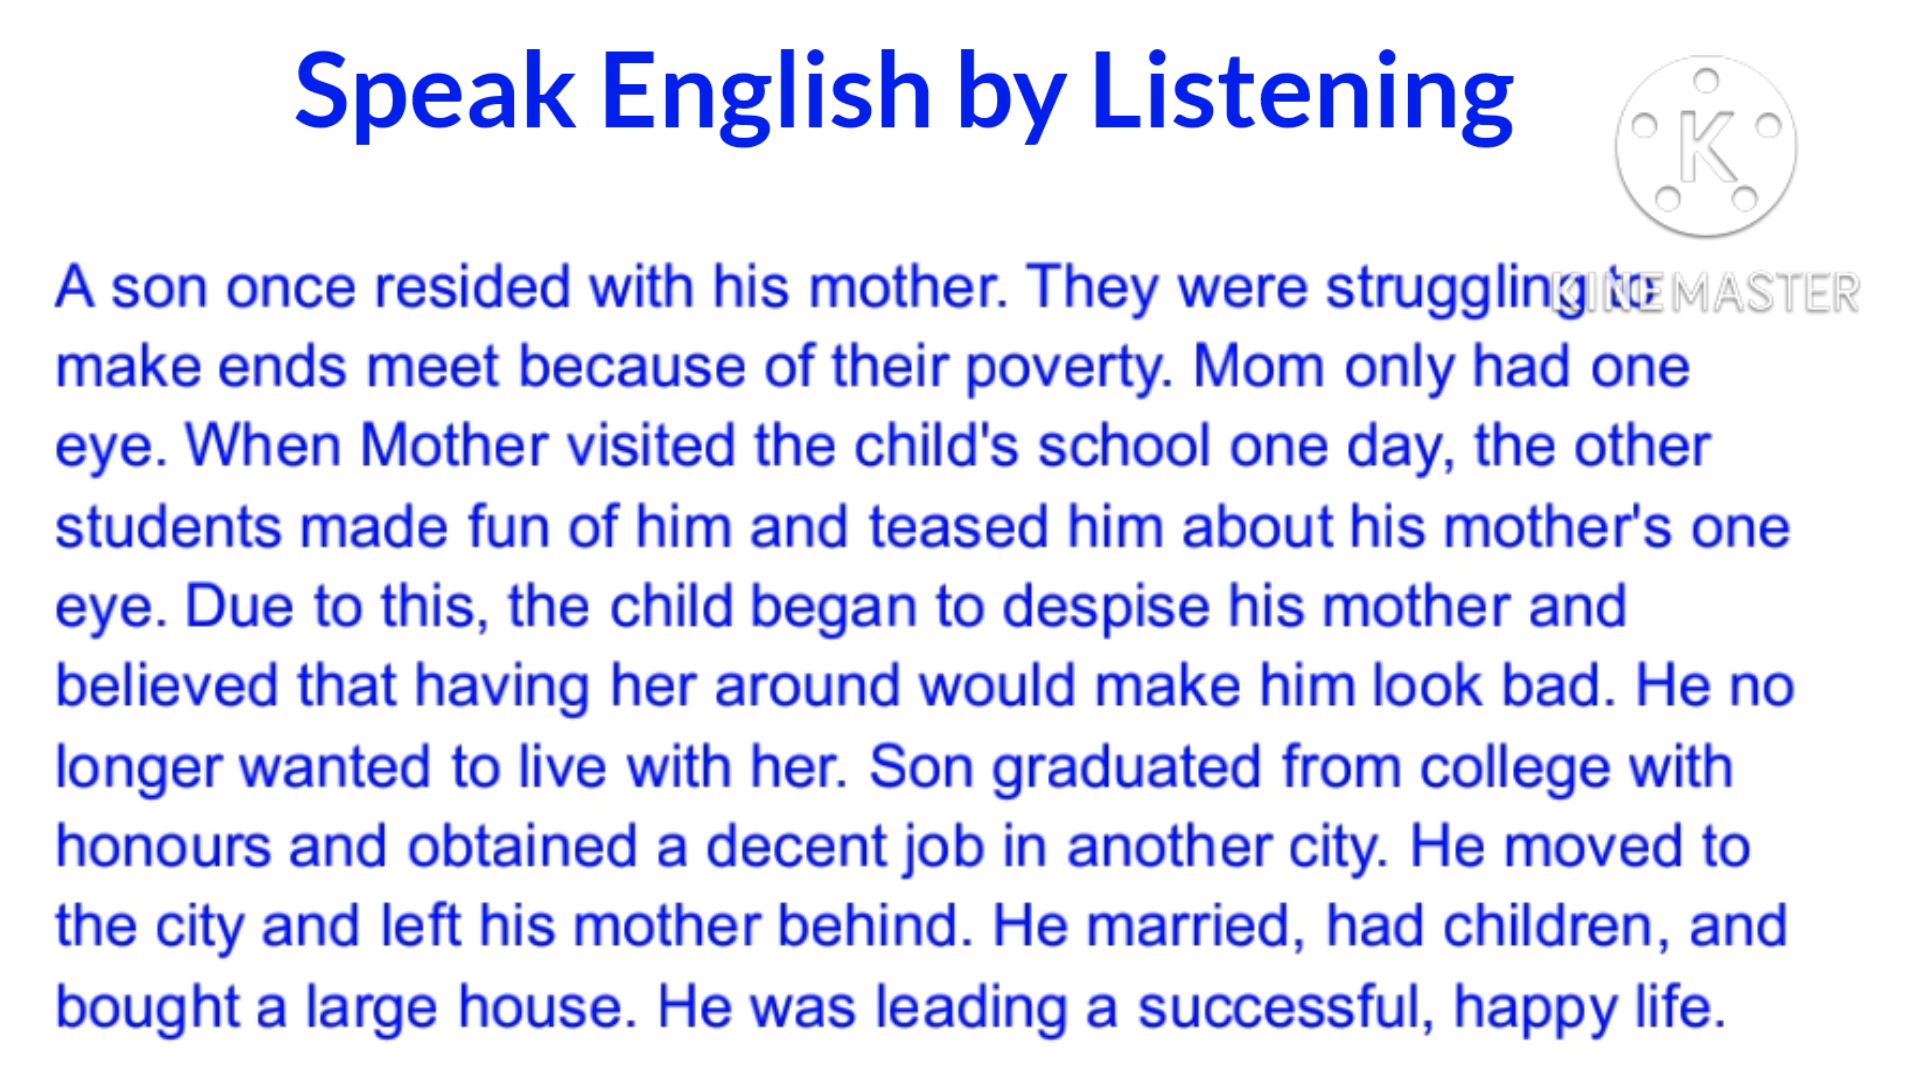 Speak English by Listening
K
KINEMASTER
A son once resided with his mother. They were struggling to
make ends meet because of their poverty. Mom only had one
eye. When Mother visited the child's school one day, the other
students made fun of him and teased him about his mother's one
eye. Due to this, the child began to despise his mother and
believed that having her around would make him look bad. He no
longer wanted to live with her. Son graduated from college with
honours and obtained a decent job in another city. He moved to
the city and left his mother behind. He married, had children, and
bought a large house. He was leading a successful, happy life.